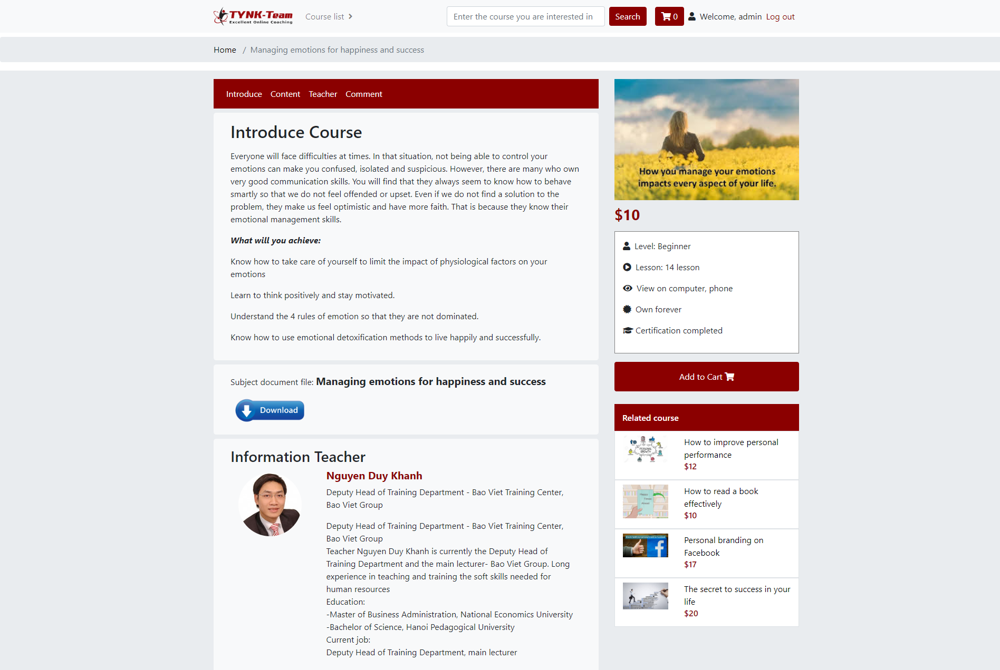 TYNK-Team
Excellent Online Coaching
Course list
Enter the course you are interested in
Search
0
Welcome, admin
Log out
Home / Managing emotions for happiness and success
Introduce Content Teacher Comment
Introduce Course
Everyone will face difficulties at times. In that situation, not being able to control your
emotions can make you confused, isolated and suspicious. However, there are many who own
very good communication skills. You will find that they always seem to know how to behave
smartly so that we do not feel offended or upset. Even if we do not find a solution to the
problem, they make us feel optimistic and have more faith. That is because they know their
emotional management skills.
What will you achieve:
Know how to take care of yourself to limit the impact of physiological factors on your
emotions
Learn to think positively and stay motivated.
Understand the 4 rules of emotion so that they are not dominated.
Know how to use emotional detoxification methods to live happily and successfully.
Subject document file: Managing emotions for happiness and success
Download
Information Teacher
Nguyen Duy Khanh
Deputy Head of Training Department - Bao Viet Training Center,
Bao Viet Group
Deputy Head of Training Department - Bao Viet Training Center,
Bao Viet Group
Teacher Nguyen Duy Khanh is currently the Deputy Head of
Training Department and the main lecturer- Bao Viet Group. Long
experience in teaching and training the soft skills needed for
human resources
Education:
-Master of Business Administration, National Economics University
-Bachelor of Science, Hanoi Pedagogical University
Current job:
Deputy Head of Training Department, main lecturer
How you manage your emotions
impacts every aspect of your life.
$10
Level: Beginner
Lesson: 14 lesson
View on computer, phone
Own forever
Certification completed
Add to Cart
Related course
PERSONAL
GROWTH
How to improve personal
performance
$12
Happy
Times
Ahead
How to read a book
effectively
$10
Personal branding on
Facebook
$17
The secret to success in your
life
$20